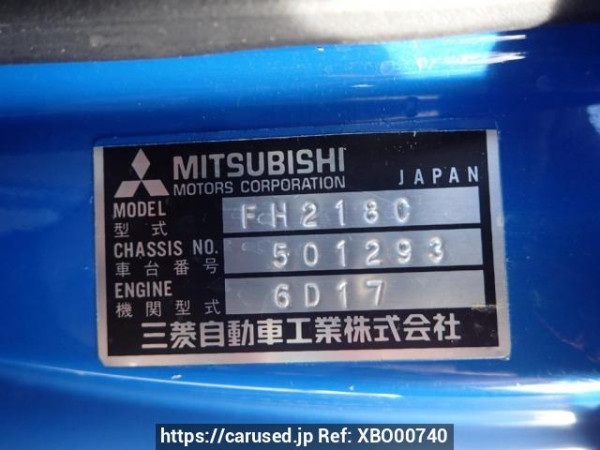 MITSUBISHI
MOTORS CORPORATION JAPAN
MODEL
型式 FH218C
CHASSIS NO.
車台番号 501293
ENGINE
機関型式 6D17
三菱自動車工業株式会社
https://carused.jp Ref: XBO00740